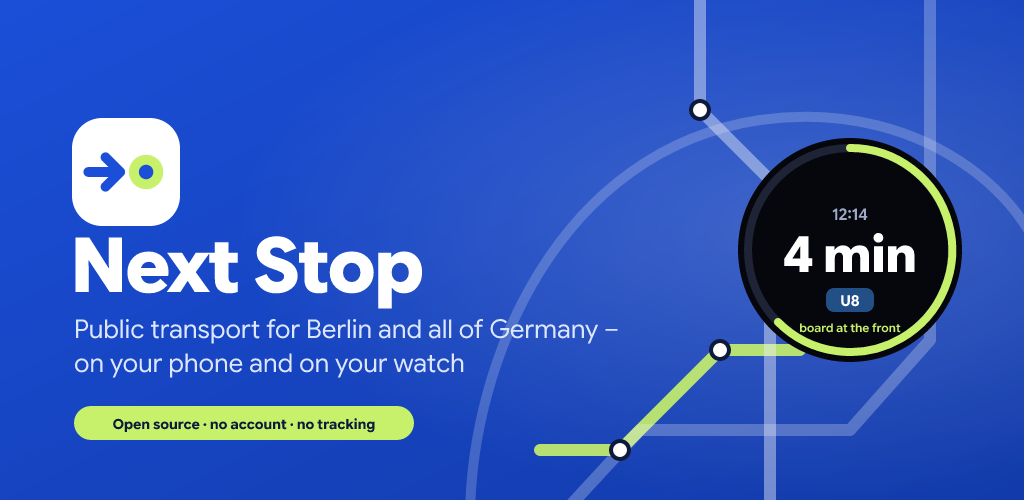 Next Stop
Public transport for Berlin and all of Germany –
on your phone and on your watch
Open source · no account · no tracking
12:14
4 min
U8
board at the front